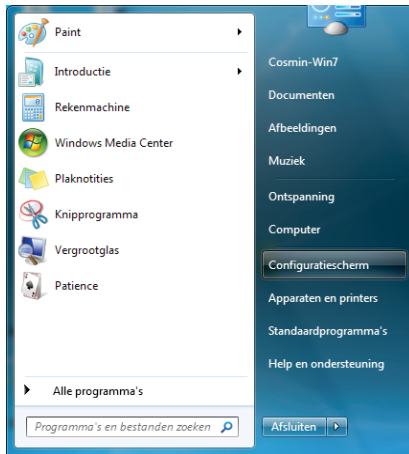 Paint
Introductie
Rekenmachine
Windows Media Center
Plaknotities
Knipprogramma
Vergrootglas
Patience
Alle programma's
Programma's en bestanden zoeken
Cosmin-Win7
Documenten
Afbeeldingen
Muziek
Ontspanning
Computer
Configuratiescherm
Apparaten en printers
Standaardprogramma's
Help en ondersteuning
Afsluiten